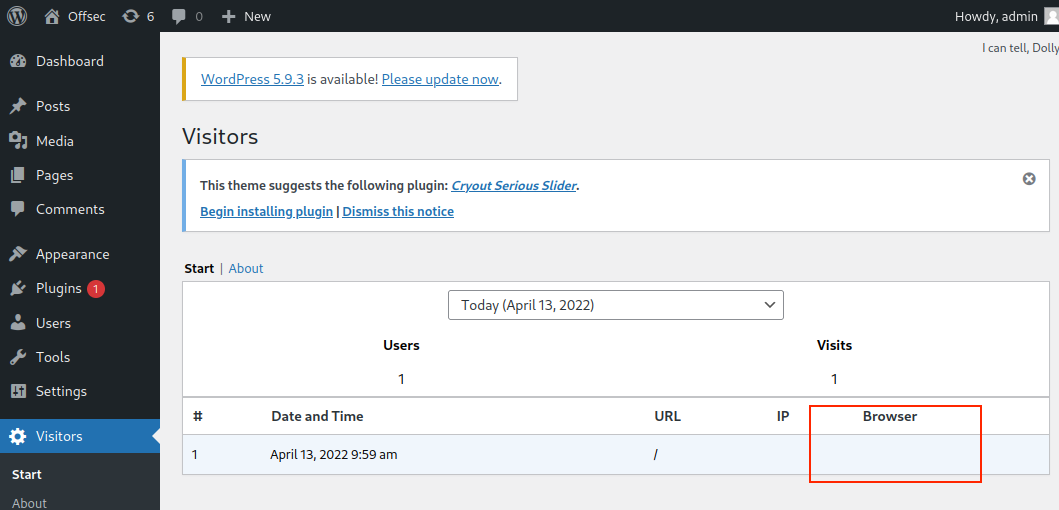 Offsec 6 0 New Howdy, admin
I can tell, Dolly
Dashboard
Posts
Media
Pages
Comments
Appearance
Plugins 1
Users
Tools
Settings
Visitors
Start
About
WordPress 5.9.3 is available! Please update now.
Visitors
This theme suggests the following plugin: Cryout Serious Slider.
Begin installing plugin | Dismiss this notice
Start | About
Today (April 13, 2022)
Users Visits
1 1
# Date and Time URL IP Browser
1 April 13, 2022 9:59 am /